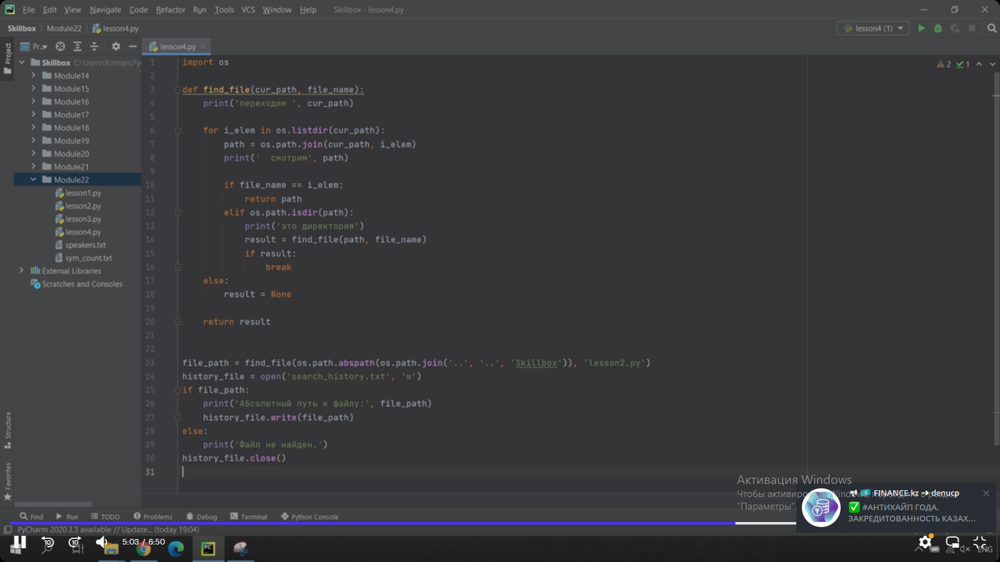 File Edit View Navigate Code Refactor Run Tools VCS Window Help Skillbox - lesson4.py
Skillbox Module22 lesson4.py lesson4 (1)
Project
Pr.. lesson4.py
Skillbox C:\Users\Roman\Py
Module14
Module15
Module16
Module17
Module18
Module19
Module20
Module21
Module22
lesson1.py
lesson2.py
lesson3.py
lesson4.py
speakers.txt
sym_count.txt
External Libraries
Scratches and Consoles
Structure
Favorites
2 1
1 import os
2
3 def find_file(cur_path, file_name):
4 print('переходим ', cur_path)
5
6 for i_elem in os.listdir(cur_path):
7 path = os.path.join(cur_path, i_elem)
8 print('  смотрим', path)
9
10 if file_name == i_elem:
11 return path
12 elif os.path.isdir(path):
13 print('это директория')
14 result = find_file(path, file_name)
15 if result:
16 break
17 else:
18 result = None
19
20 return result
21
22
23 file_path = find_file(os.path.abspath(os.path.join('..', '..', 'Skillbox')), 'lesson2.py')
24 history_file = open('search_history.txt', 'w')
25 if file_path:
26 print('Абсолютный путь к файлу:', file_path)
27 history_file.write(file_path)
28 else:
29 print('Файл не найден.')
30 history_file.close()
31
Активация Windows
Чтобы активировать Windows, перейдите в раздел
"Параметры".
FINANCE.kz ➔ denucp
#АНТИХАЙП ГОДА.
ЗАКРЕДИТОВАННОСТЬ КАЗАХ...
Find Run TODO Problems Debug Terminal Python Console
PyCharm 2020.3.3 available // Update... (today 19:04)
10 10 5:03 / 6:50
PC
ENG